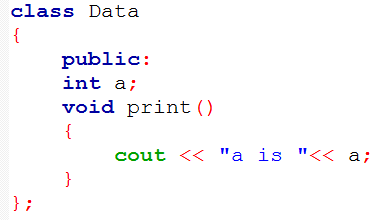 class Data
{
public:
int a;
void print()
{
cout << "a is "<< a;
}
};